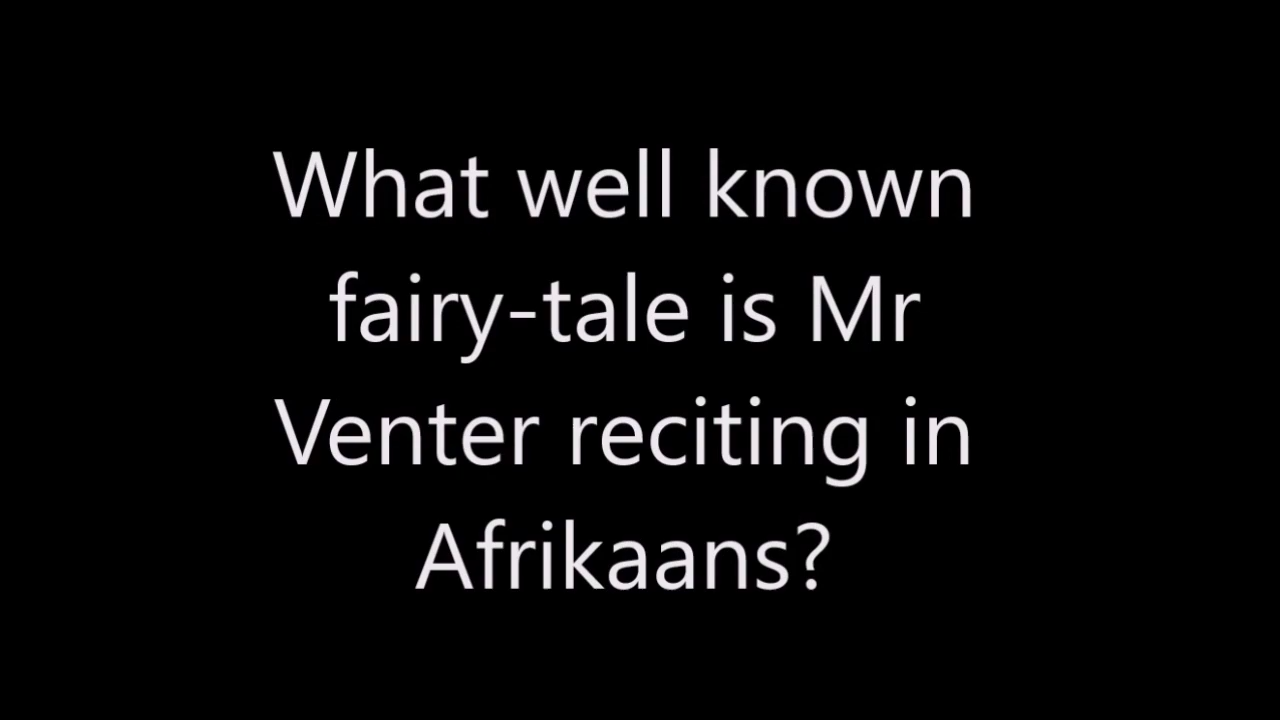 What well known
fairy-tale is Mr
Venter reciting in
Afrikaans?